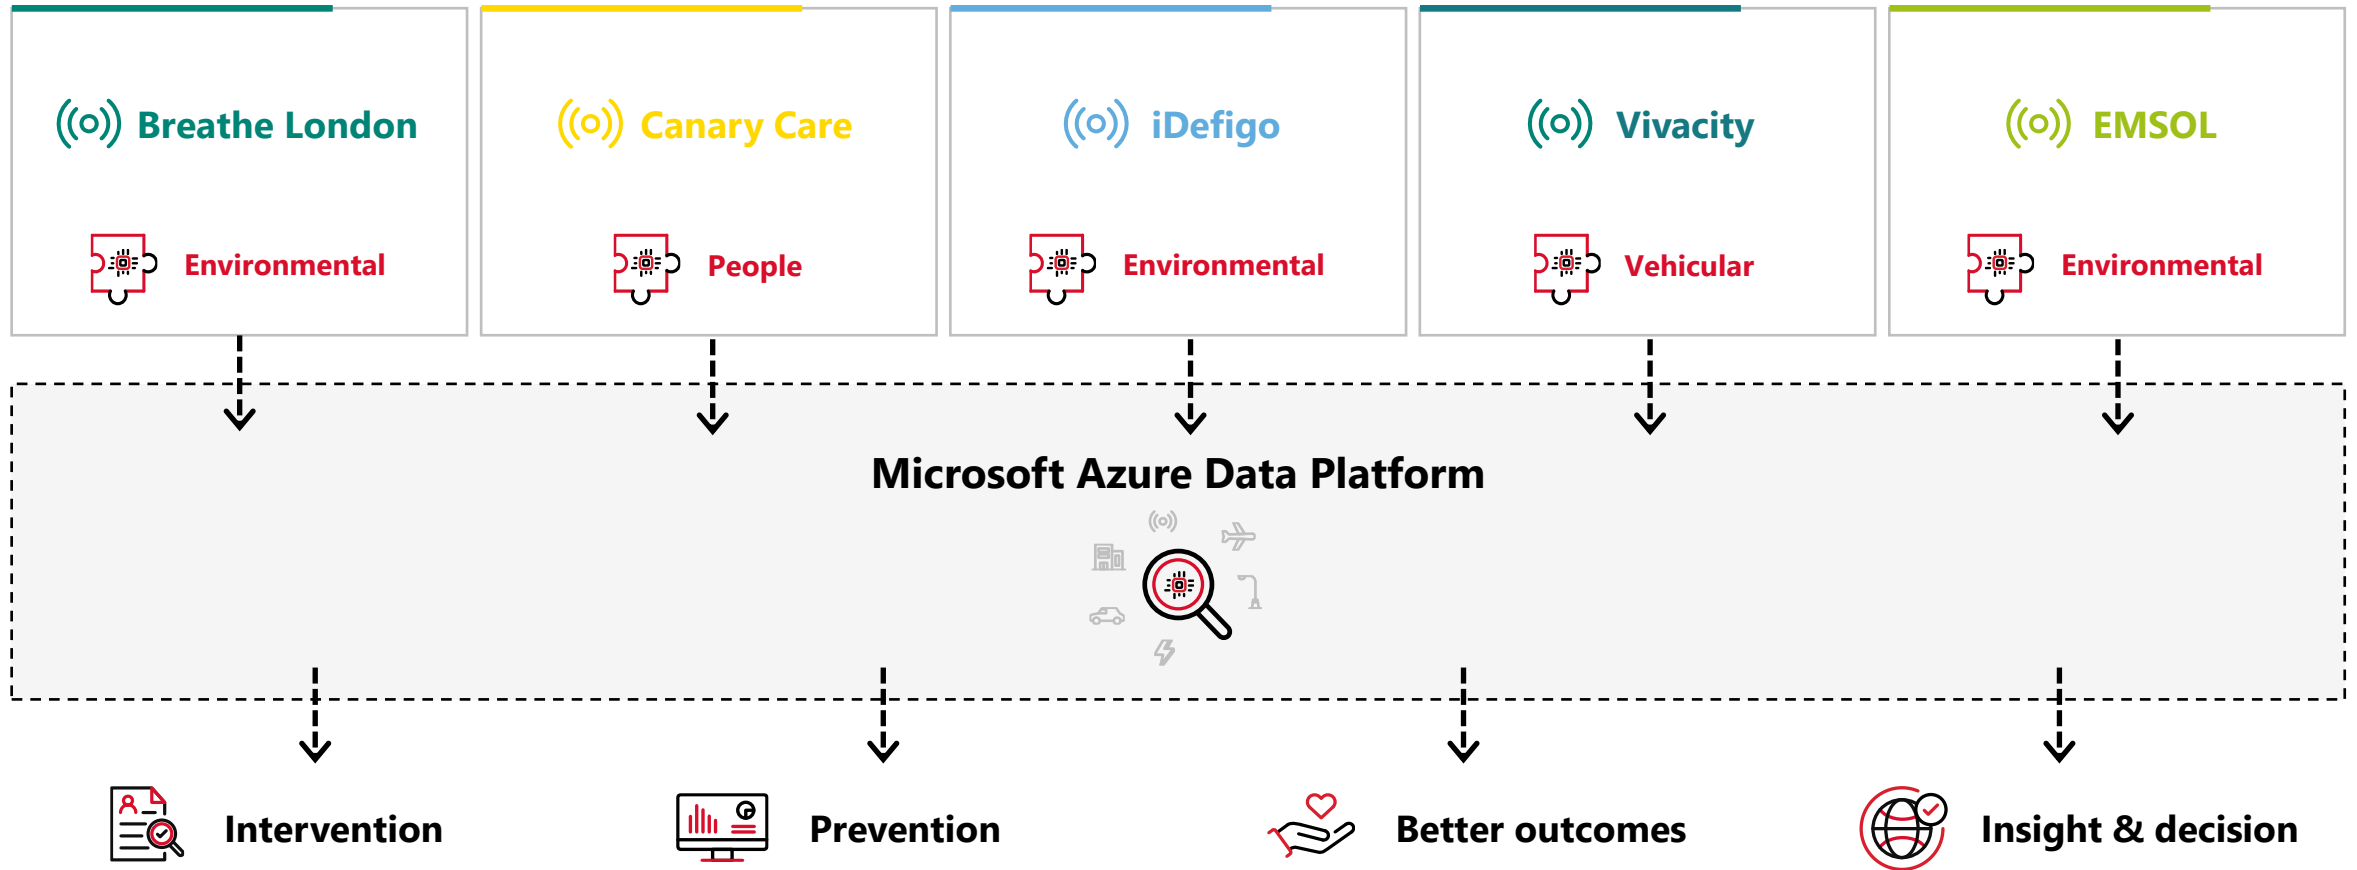 Breathe London
Canary Care
iDefigo
Vivacity
EMSOL
Environmental
People
Environmental
Vehicular
Environmental
Microsoft Azure Data Platform
Intervention
Prevention
Better outcomes
Insight & decision